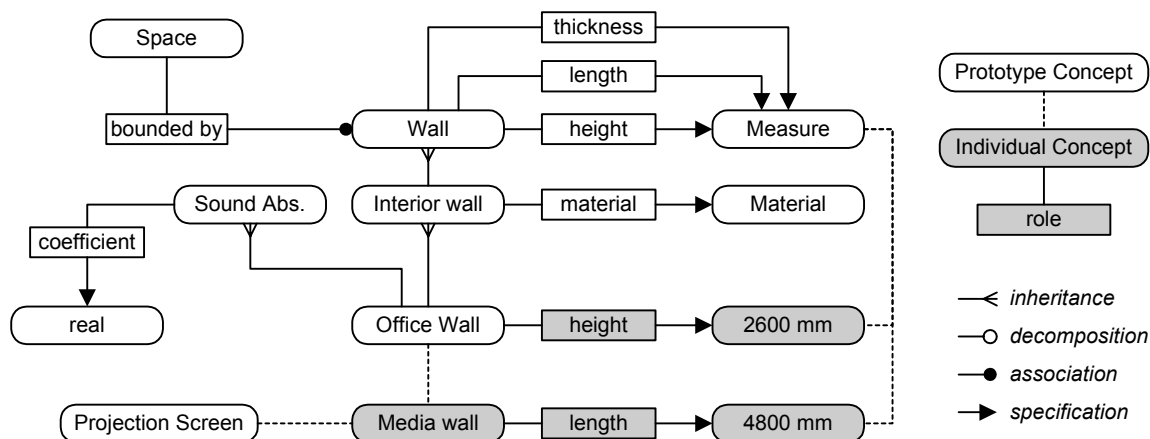 thickness
Space
length
Prototype Concept
bounded by
Wall
height
Measure
Individual Concept
Sound Abs.
Interior wall
material
Material
role
coefficient
inheritance
real
Office Wall
height
2600 mm
decomposition
association
Projection Screen
Media wall
length
4800 mm
specification